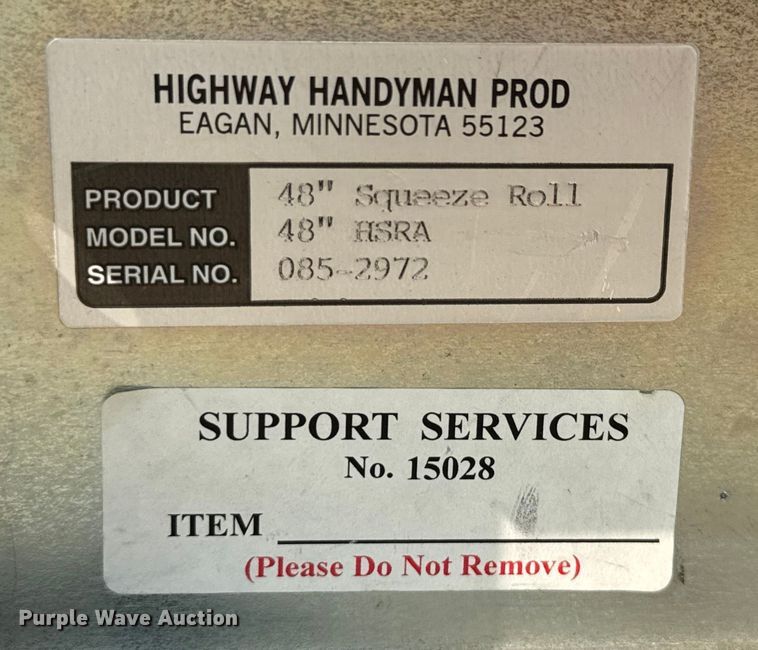 HIGHWAY HANDYMAN PROD
EAGAN, MINNESOTA 55123
PRODUCT 48" Squeeze Roll
MODEL NO. 48" HSRA
SERIAL NO. 085-2972
SUPPORT SERVICES
No. 15028
ITEM
(Please Do Not Remove)
Purple Wave Auction